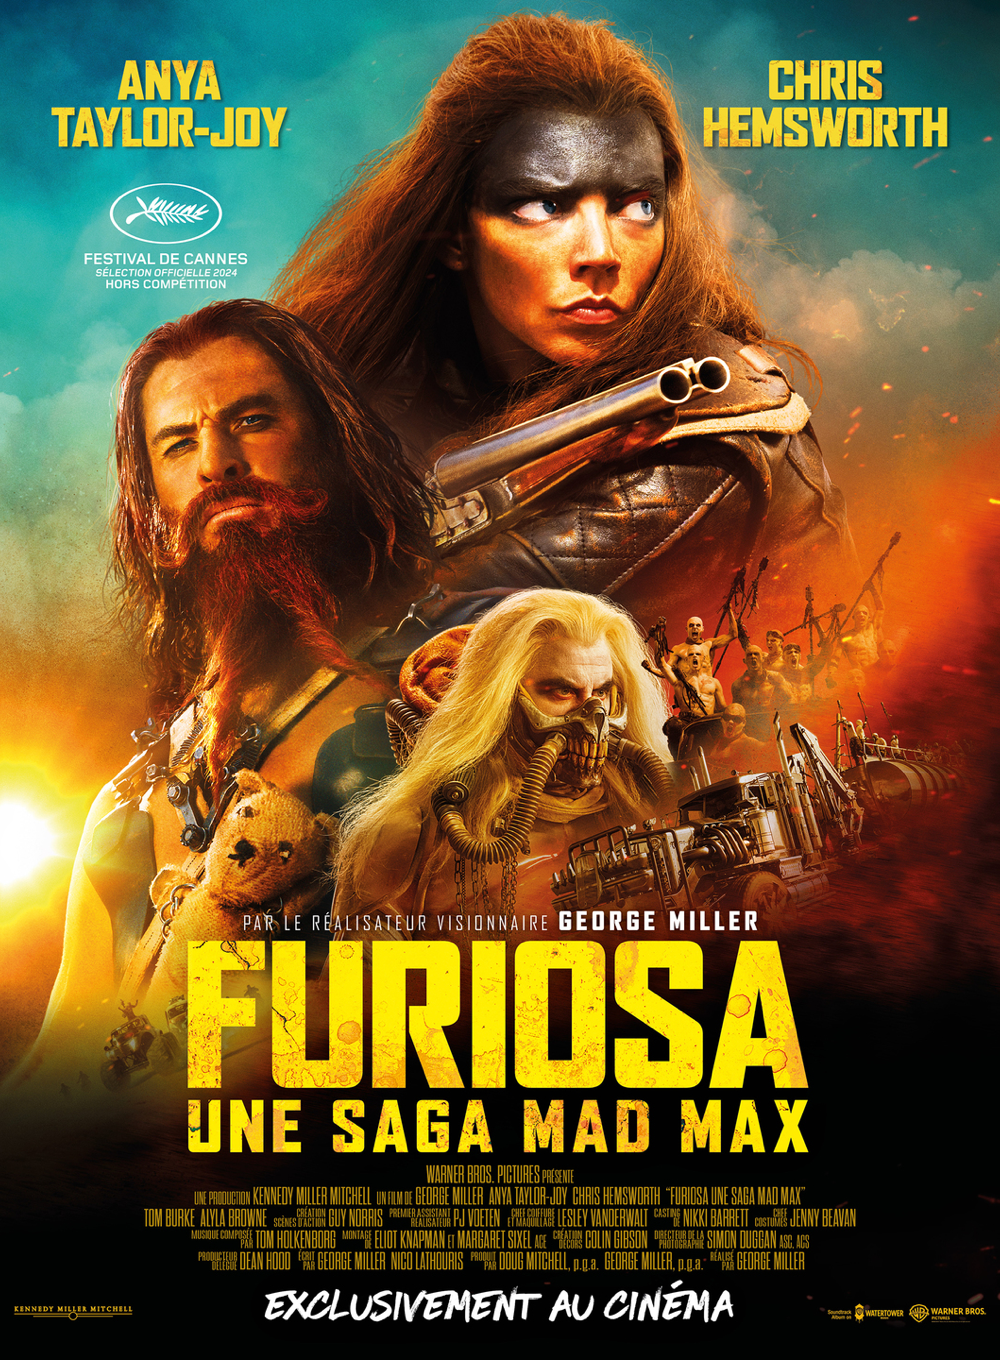 ANYA
TAYLOR-JOY
CHRIS
HEMSWORTH
FESTIVAL DE CANNES
SÉLECTION OFFICIELLE 2024
HORS COMPÉTITION
PAR LE RÉALISATEUR VISIONNAIRE GEORGE MILLER
FURIOSA
UNE SAGA MAD MAX
WARNER BROS. PICTURES PRÉSENTE
UNE PRODUCTION KENNEDY MILLER MITCHELL UN FILM DE GEORGE MILLER ANYA TAYLOR-JOY CHRIS HEMSWORTH "FURIOSA UNE SAGA MAD MAX"
TOM BURKE ALYLA BROWNE CRÉATION SCÈNES D'ACTION GUY NORRIS PREMIER ASSISTANT RÉALISATEUR PJ VOETEN CHEF COIFFURE ET MAQUILLAGE LESLEY VANDERWALT CASTING DE NIKKI BARRETT CHEF COSTUMES JENNY BEAVAN
MUSIQUE COMPOSÉE PAR TOM HOLKENBORG MONTAGE DE ELIOT KNAPMAN ET MARGARET SIXEL ACE CRÉATION DÉCORS COLIN GIBSON DIRECTEUR DE LA PHOTOGRAPHIE SIMON DUGGAN ASC, ACS
PRODUCTEUR DÉLÉGUÉ DEAN HOOD ÉCRIT PAR GEORGE MILLER NICO LATHOURIS PRODUIT PAR DOUG MITCHELL, p.g.a. GEORGE MILLER, p.g.a. RÉALISÉ PAR GEORGE MILLER
EXCLUSIVEMENT AU CINÉMA
KENNEDY MILLER MITCHELL
Soundtrack Album on WATERTOWER MUSIC
WB WARNER BROS. PICTURES